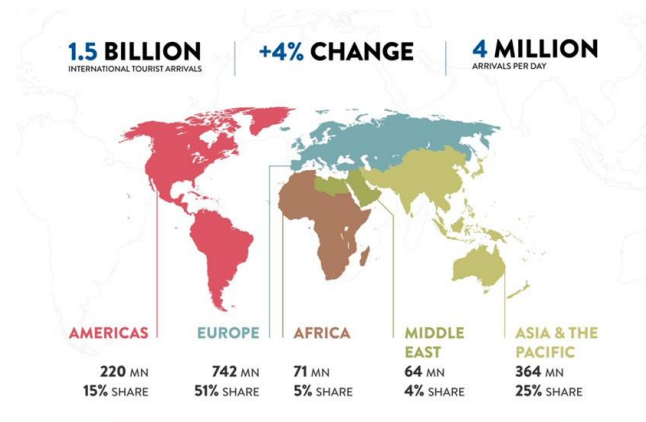 1.5 BILLION
INTERNATIONAL TOURIST ARRIVALS
+4% CHANGE
4 MILLION
ARRIVALS PER DAY
AMERICAS
220 MN
15% SHARE
EUROPE
742 MN
51% SHARE
AFRICA
71 MN
5% SHARE
MIDDLE
EAST
64 MN
4% SHARE
ASIA & THE
PACIFIC
364 MN
25% SHARE